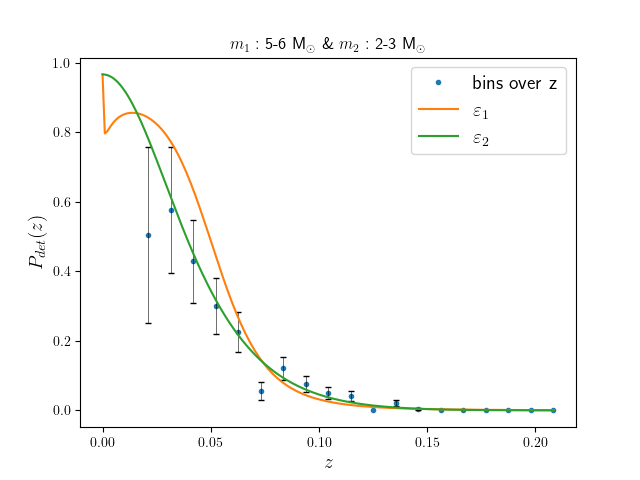 m₁ : 5-6 M⊙ & m₂ : 2-3 M⊙
bins over z
ε₁
ε₂
P_det(z)
1.0
0.8
0.6
0.4
0.2
0.0
0.00 0.05 0.10 0.15 0.20
z